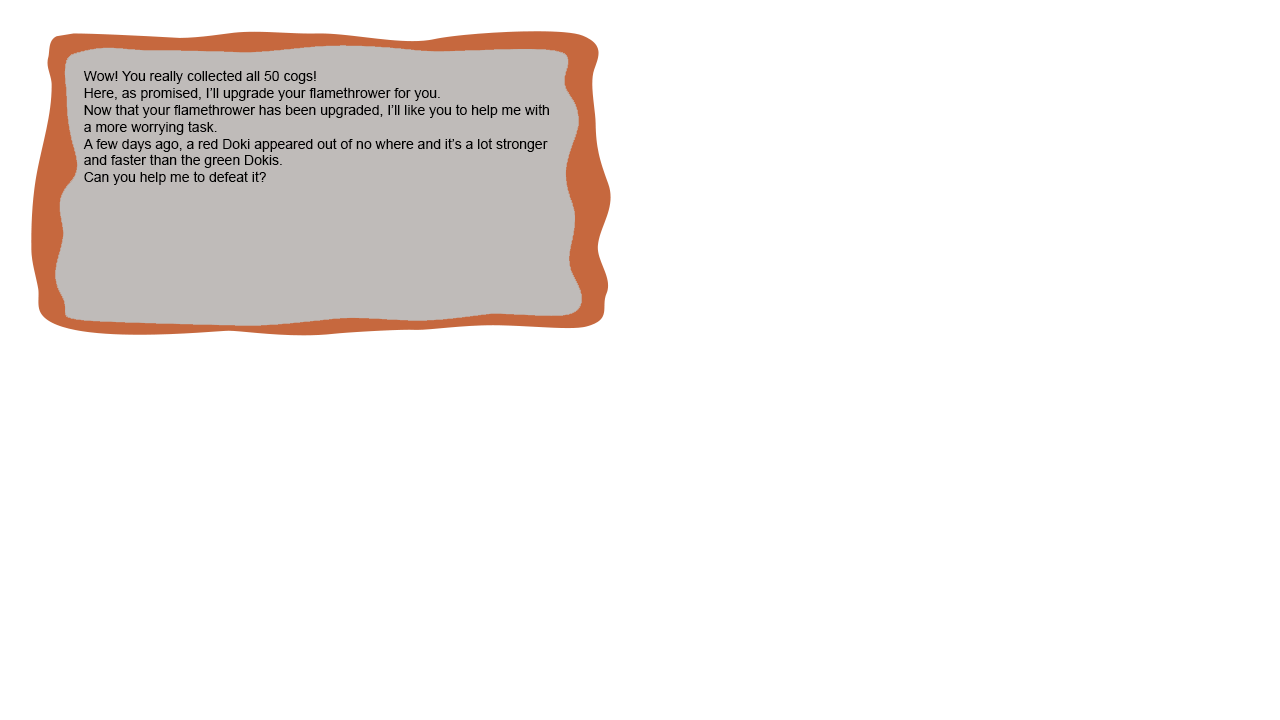 Wow! You really collected all 50 cogs!
Here, as promised, I'll upgrade your flamethrower for you.
Now that your flamethrower has been upgraded, I'll like you to help me with
a more worrying task.
A few days ago, a red Doki appeared out of no where and it's a lot stronger
and faster than the green Dokis.
Can you help me to defeat it?